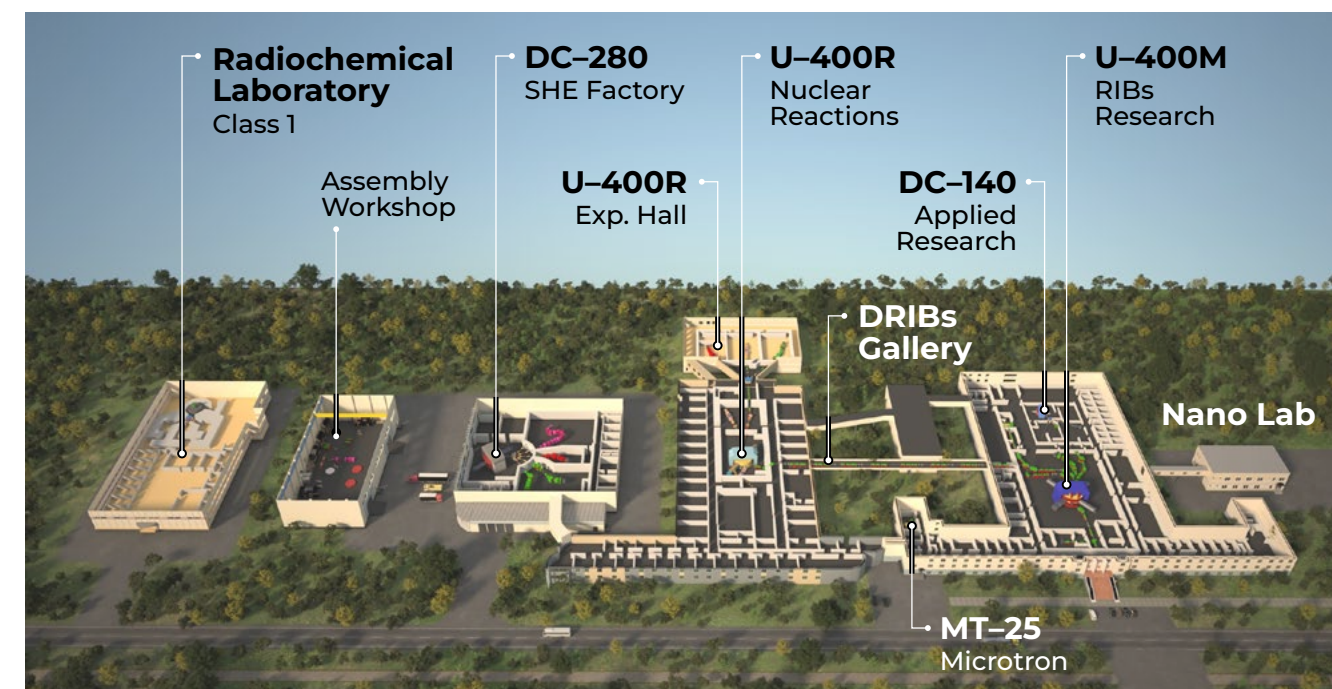 Radiochemical
Laboratory
Class 1
DC–280
SHE Factory
U–400R
Nuclear
Reactions
U–400M
RIBs
Research
Assembly
Workshop
U–400R
Exp. Hall
DC–140
Applied
Research
DRIBs
Gallery
Nano Lab
MT–25
Microtron